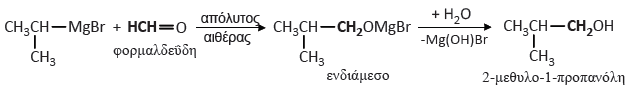 CH₃CH—MgBr + HCH=O απόλυτος αιθέρας → CH₃CH—CH₂OMgBr + H₂O -Mg(OH)Br → CH₃CH—CH₂OH
CH₃ φορμαλδεΰδη CH₃ CH₃
ενδιάμεσο 2-μεθυλο-1-προπανόλη